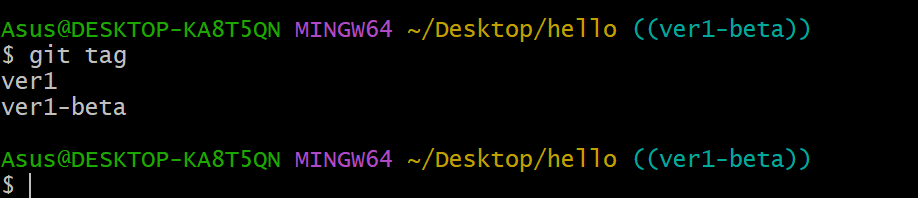 Asus@DESKTOP-KA8T5QN MINGW64 ~/Desktop/hello ((ver1-beta))
$ git tag
ver1
ver1-beta
Asus@DESKTOP-KA8T5QN MINGW64 ~/Desktop/hello ((ver1-beta))
$